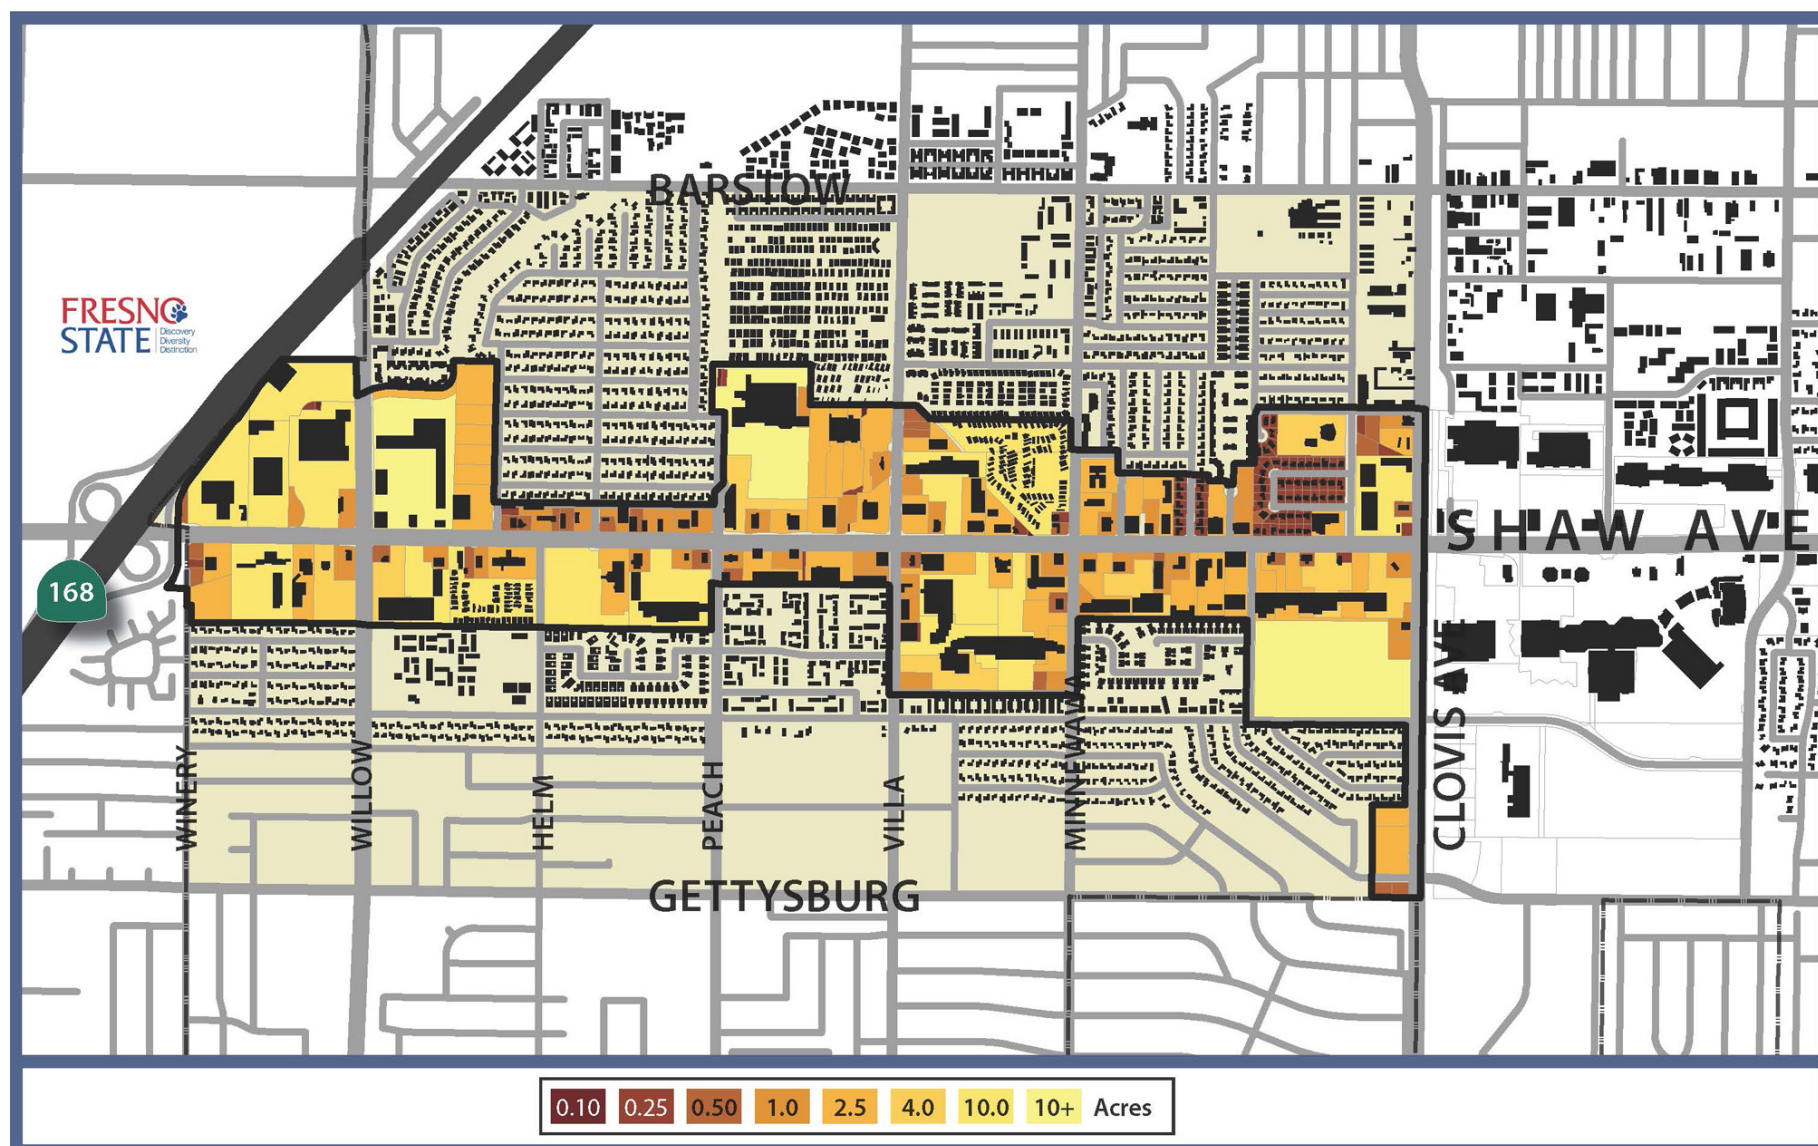 BARSTOW
FRESNO
STATE
Discovery
Diversity
Distinction
SHAW AVE
168
CLOVIS AVE
WINERY
WILLOW
HELM
PEACH
VILLA
MINNEWAWA
GETTYSBURG
0.10 0.25 0.50 1.0 2.5 4.0 10.0 10+ Acres